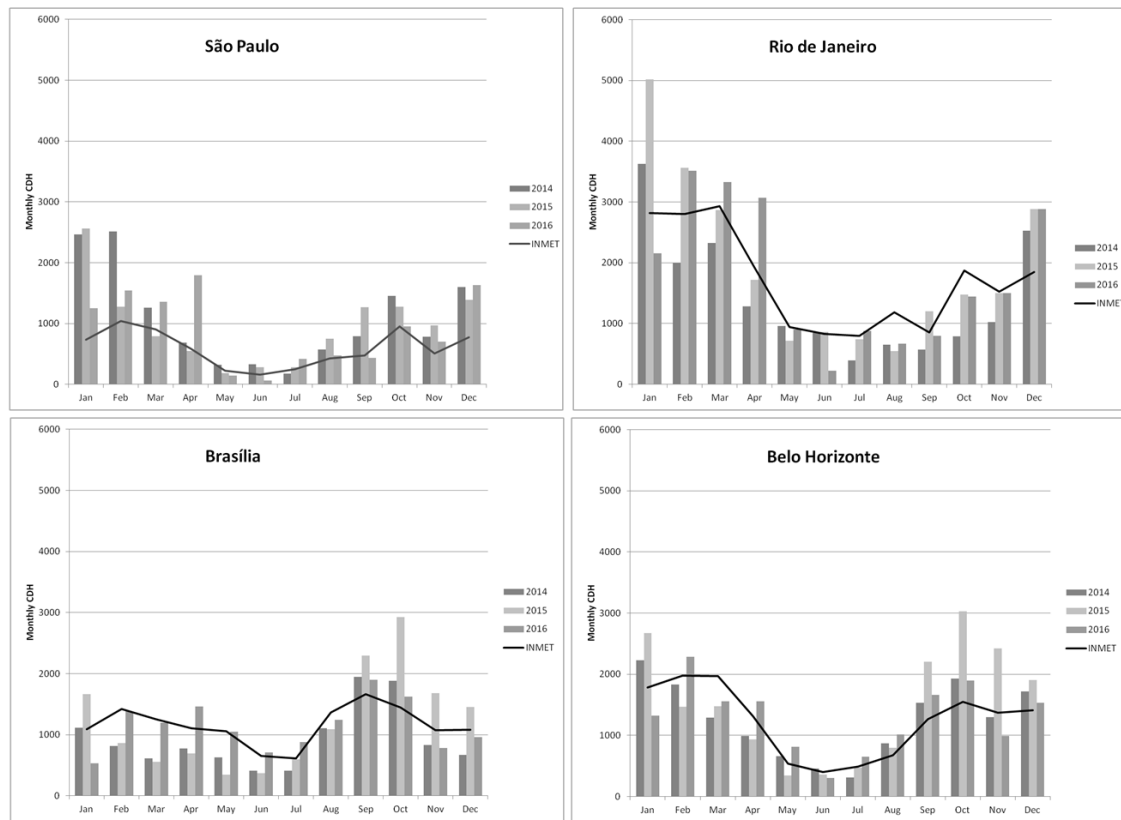 São Paulo
6000
5000
4000
3000
2000
1000
0
Monthly CDH
Jan Feb Mar Apr May Jun Jul Aug Sep Oct Nov Dec
2014
2015
2016
INMET
Rio de Janeiro
6000
5000
4000
3000
2000
1000
0
Monthly CDH
Jan Feb Mar Apr May Jun Jul Aug Sep Oct Nov Dec
2014
2015
2016
INMET
Brasília
6000
5000
4000
3000
2000
1000
0
Monthly CDH
Jan Feb Mar Apr May Jun Jul Aug Sep Oct Nov Dec
2014
2015
2016
INMET
Belo Horizonte
6000
5000
4000
3000
2000
1000
0
Monthly CDH
Jan Feb Mar Apr May Jun Jul Aug Sep Oct Nov Dec
2014
2015
2016
INMET